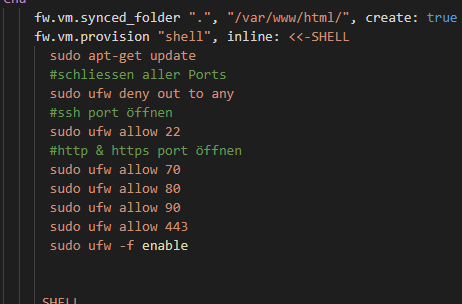 end
fw.vm.synced_folder ".", "/var/www/html/", create: true
fw.vm.provision "shell", inline: <<-SHELL
sudo apt-get update
#schliessen aller Ports
sudo ufw deny out to any
#ssh port öffnen
sudo ufw allow 22
#http & https port öffnen
sudo ufw allow 70
sudo ufw allow 80
sudo ufw allow 90
sudo ufw allow 443
sudo ufw -f enable
SHELL